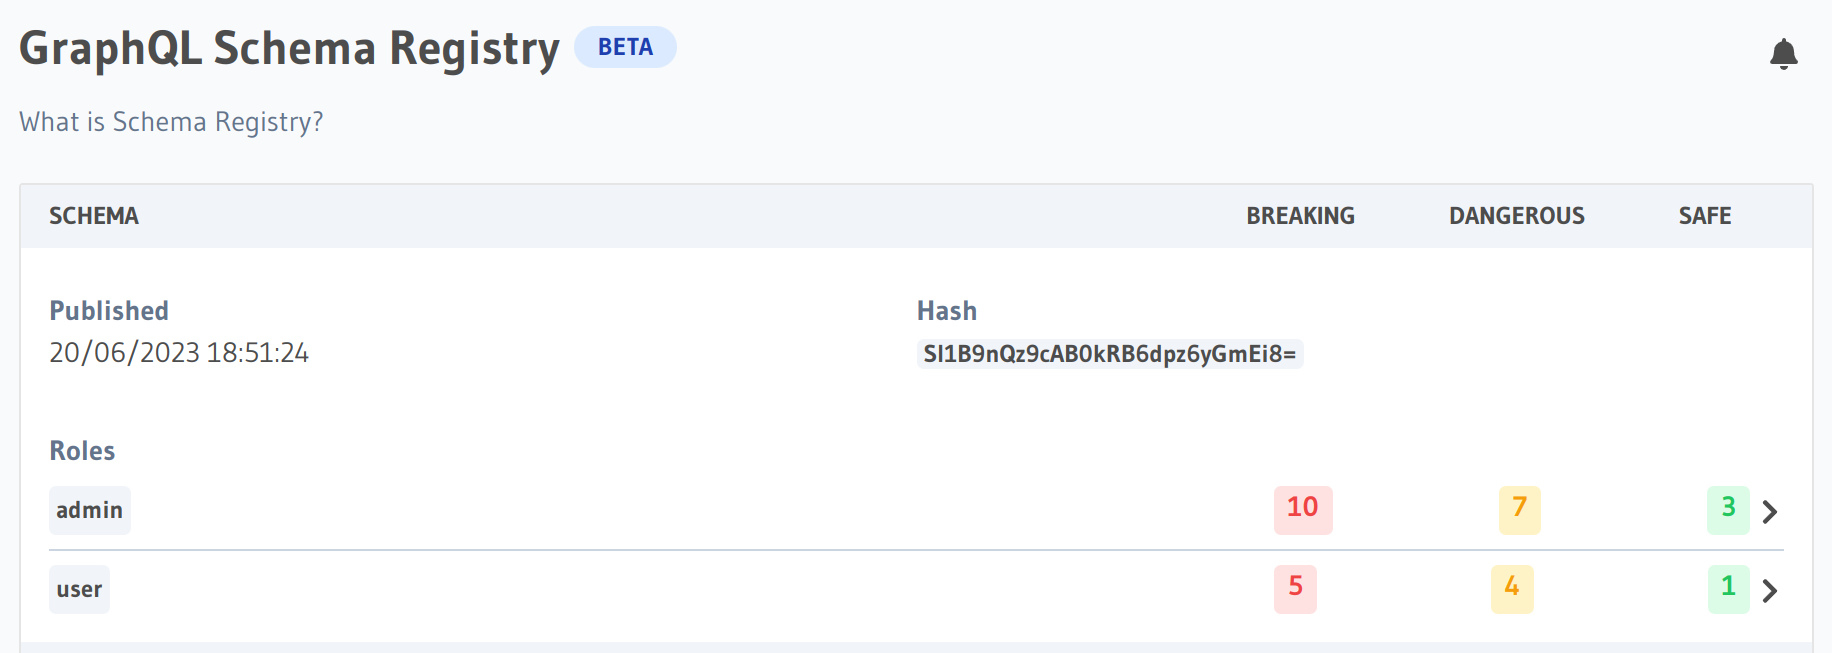 GraphQL Schema Registry BETA
What is Schema Registry?
SCHEMA BREAKING DANGEROUS SAFE
Published Hash
20/06/2023 18:51:24 SI1B9nQz9cAB0kRB6dpz6yGmEi8=
Roles
admin 10 7 3
user 5 4 1